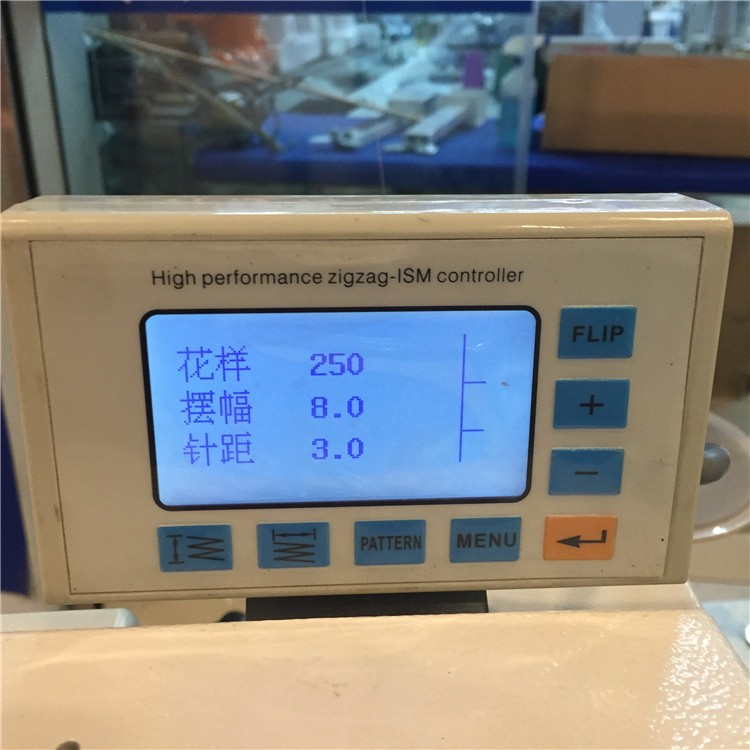 High performance zigzag-ISM controller
花样 250
摆幅 8.0
针距 3.0
FLIP
+
−
PATTERN
MENU